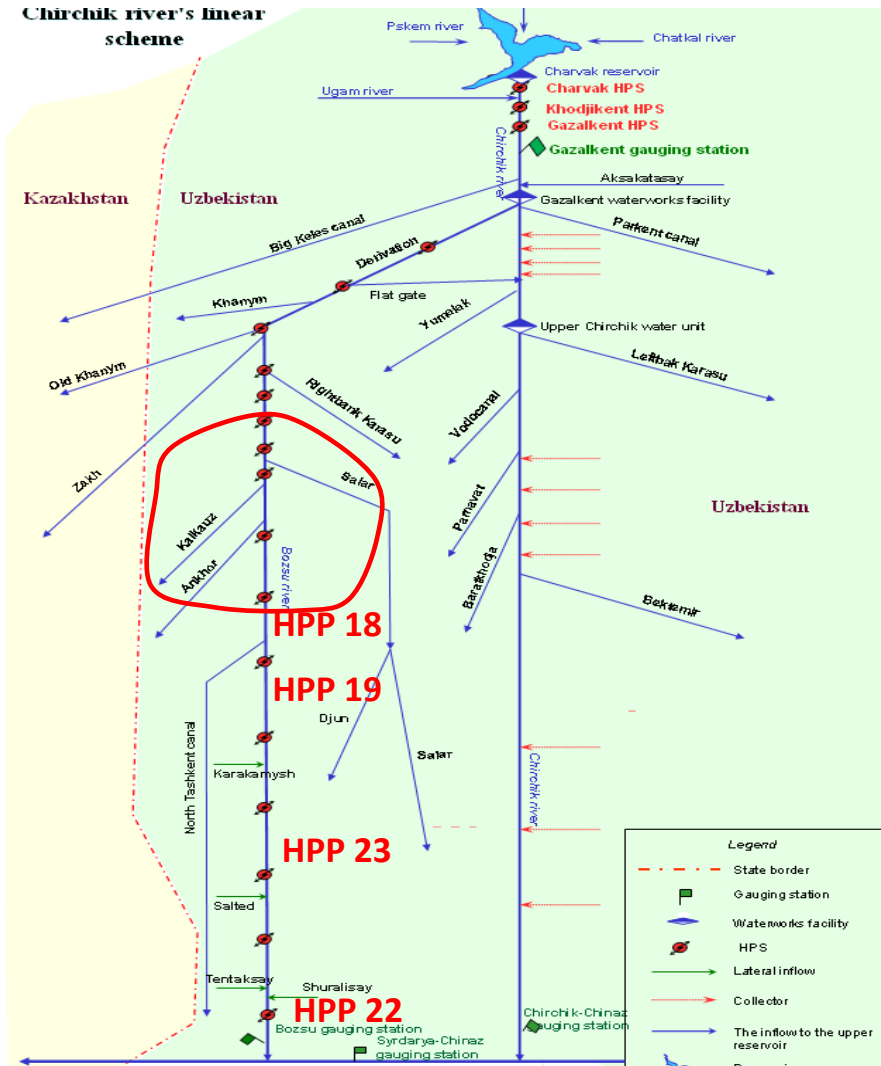 Chirchik river's linear
scheme
Pskem river
Chatkal river
Charvak reservoir
Charvak HPS
Ugam river
Khodjikent HPS
Gazalkent HPS
Chirchik river
Gazalkent gauging station
Aksakatasay
Kazakhstan
Uzbekistan
Gazalkent waterworks facility
Big Keles canal
Parkent canal
Derivation
Flat gate
Khanym
Yumalak
Upper Chirchik water unit
Old Khanym
Leftbak Karasu
Rightbank Karasu
Vodocanal
Zakh
Salar
Parnavat
Uzbekistan
Kalkauz
Ankhor
Bozsu river
Baratkhodja
Bektemir
HPP 18
HPP 19
Djun
Salar
North Tashkent canal
Karakamysh
Chirchik river
HPP 23
Salted
Tentaksay
Shuralisay
HPP 22
Bozsu gauging station
Chirchik-Chinaz
gauging station
Syrdarya-Chinaz
gauging station
Legend
State border
Gauging station
Waterworks facility
HPS
Lateral inflow
Collector
The inflow to the upper
reservoir